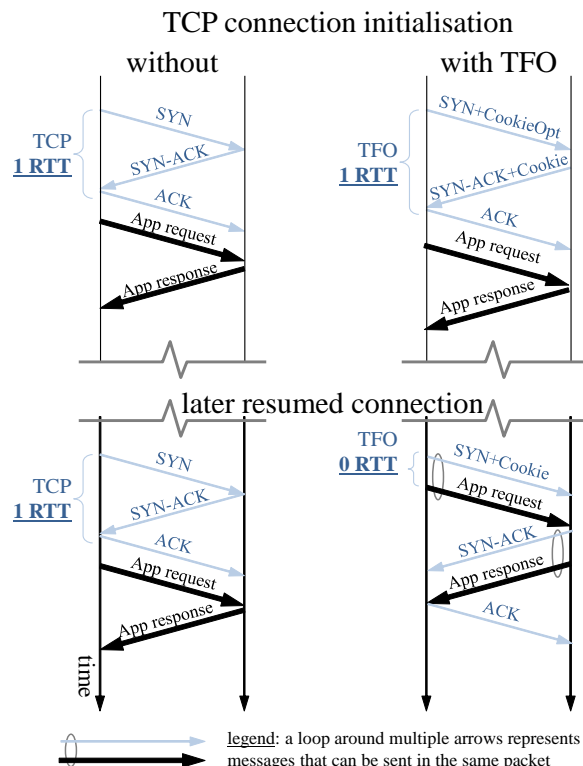 TCP connection initialisation
without
with TFO
TCP
1 RTT
SYN
SYN-ACK
ACK
App request
App response
TFO
1 RTT
SYN+CookieOpt
SYN-ACK+Cookie
ACK
App request
App response
later resumed connection
TCP
1 RTT
SYN
SYN-ACK
ACK
App request
App response
time
TFO
0 RTT
SYN+Cookie
App request
SYN-ACK
App response
ACK
legend: a loop around multiple arrows represents
messages that can be sent in the same packet